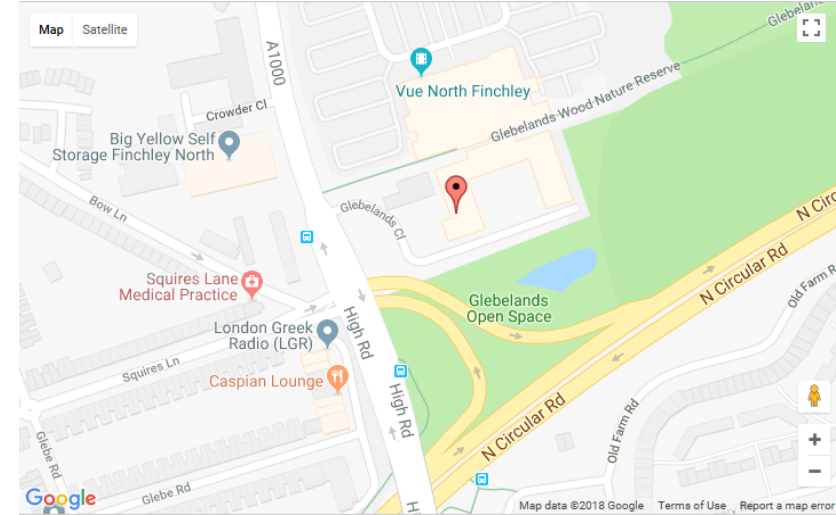 Map Satellite
A1000
Glebelands
Vue North Finchley
Glebelands Wood Nature Reserve
Crowder Cl
Big Yellow Self
Storage Finchley North
Bow Ln
Glebelands Cl
N Circ
N Circular Rd
Old Farm R
Squires Lane
Medical Practice
Glebelands
Open Space
London Greek
Radio (LGR)
High Rd
Squires Ln
Caspian Lounge
High Rd
N Circular Rd
Old Farm Rd
Glebe Rd
Glebe Rd
Hi
Google
Map data ©2018 Google Terms of Use Report a map error